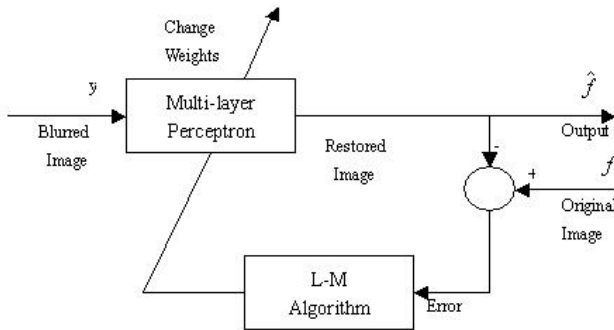 Change
Weights
y
f̂
Multi-layer
Perceptron
Blurred
Image
Restored
Image
Output
-
+
f
Original
Image
L-M
Algorithm
Error